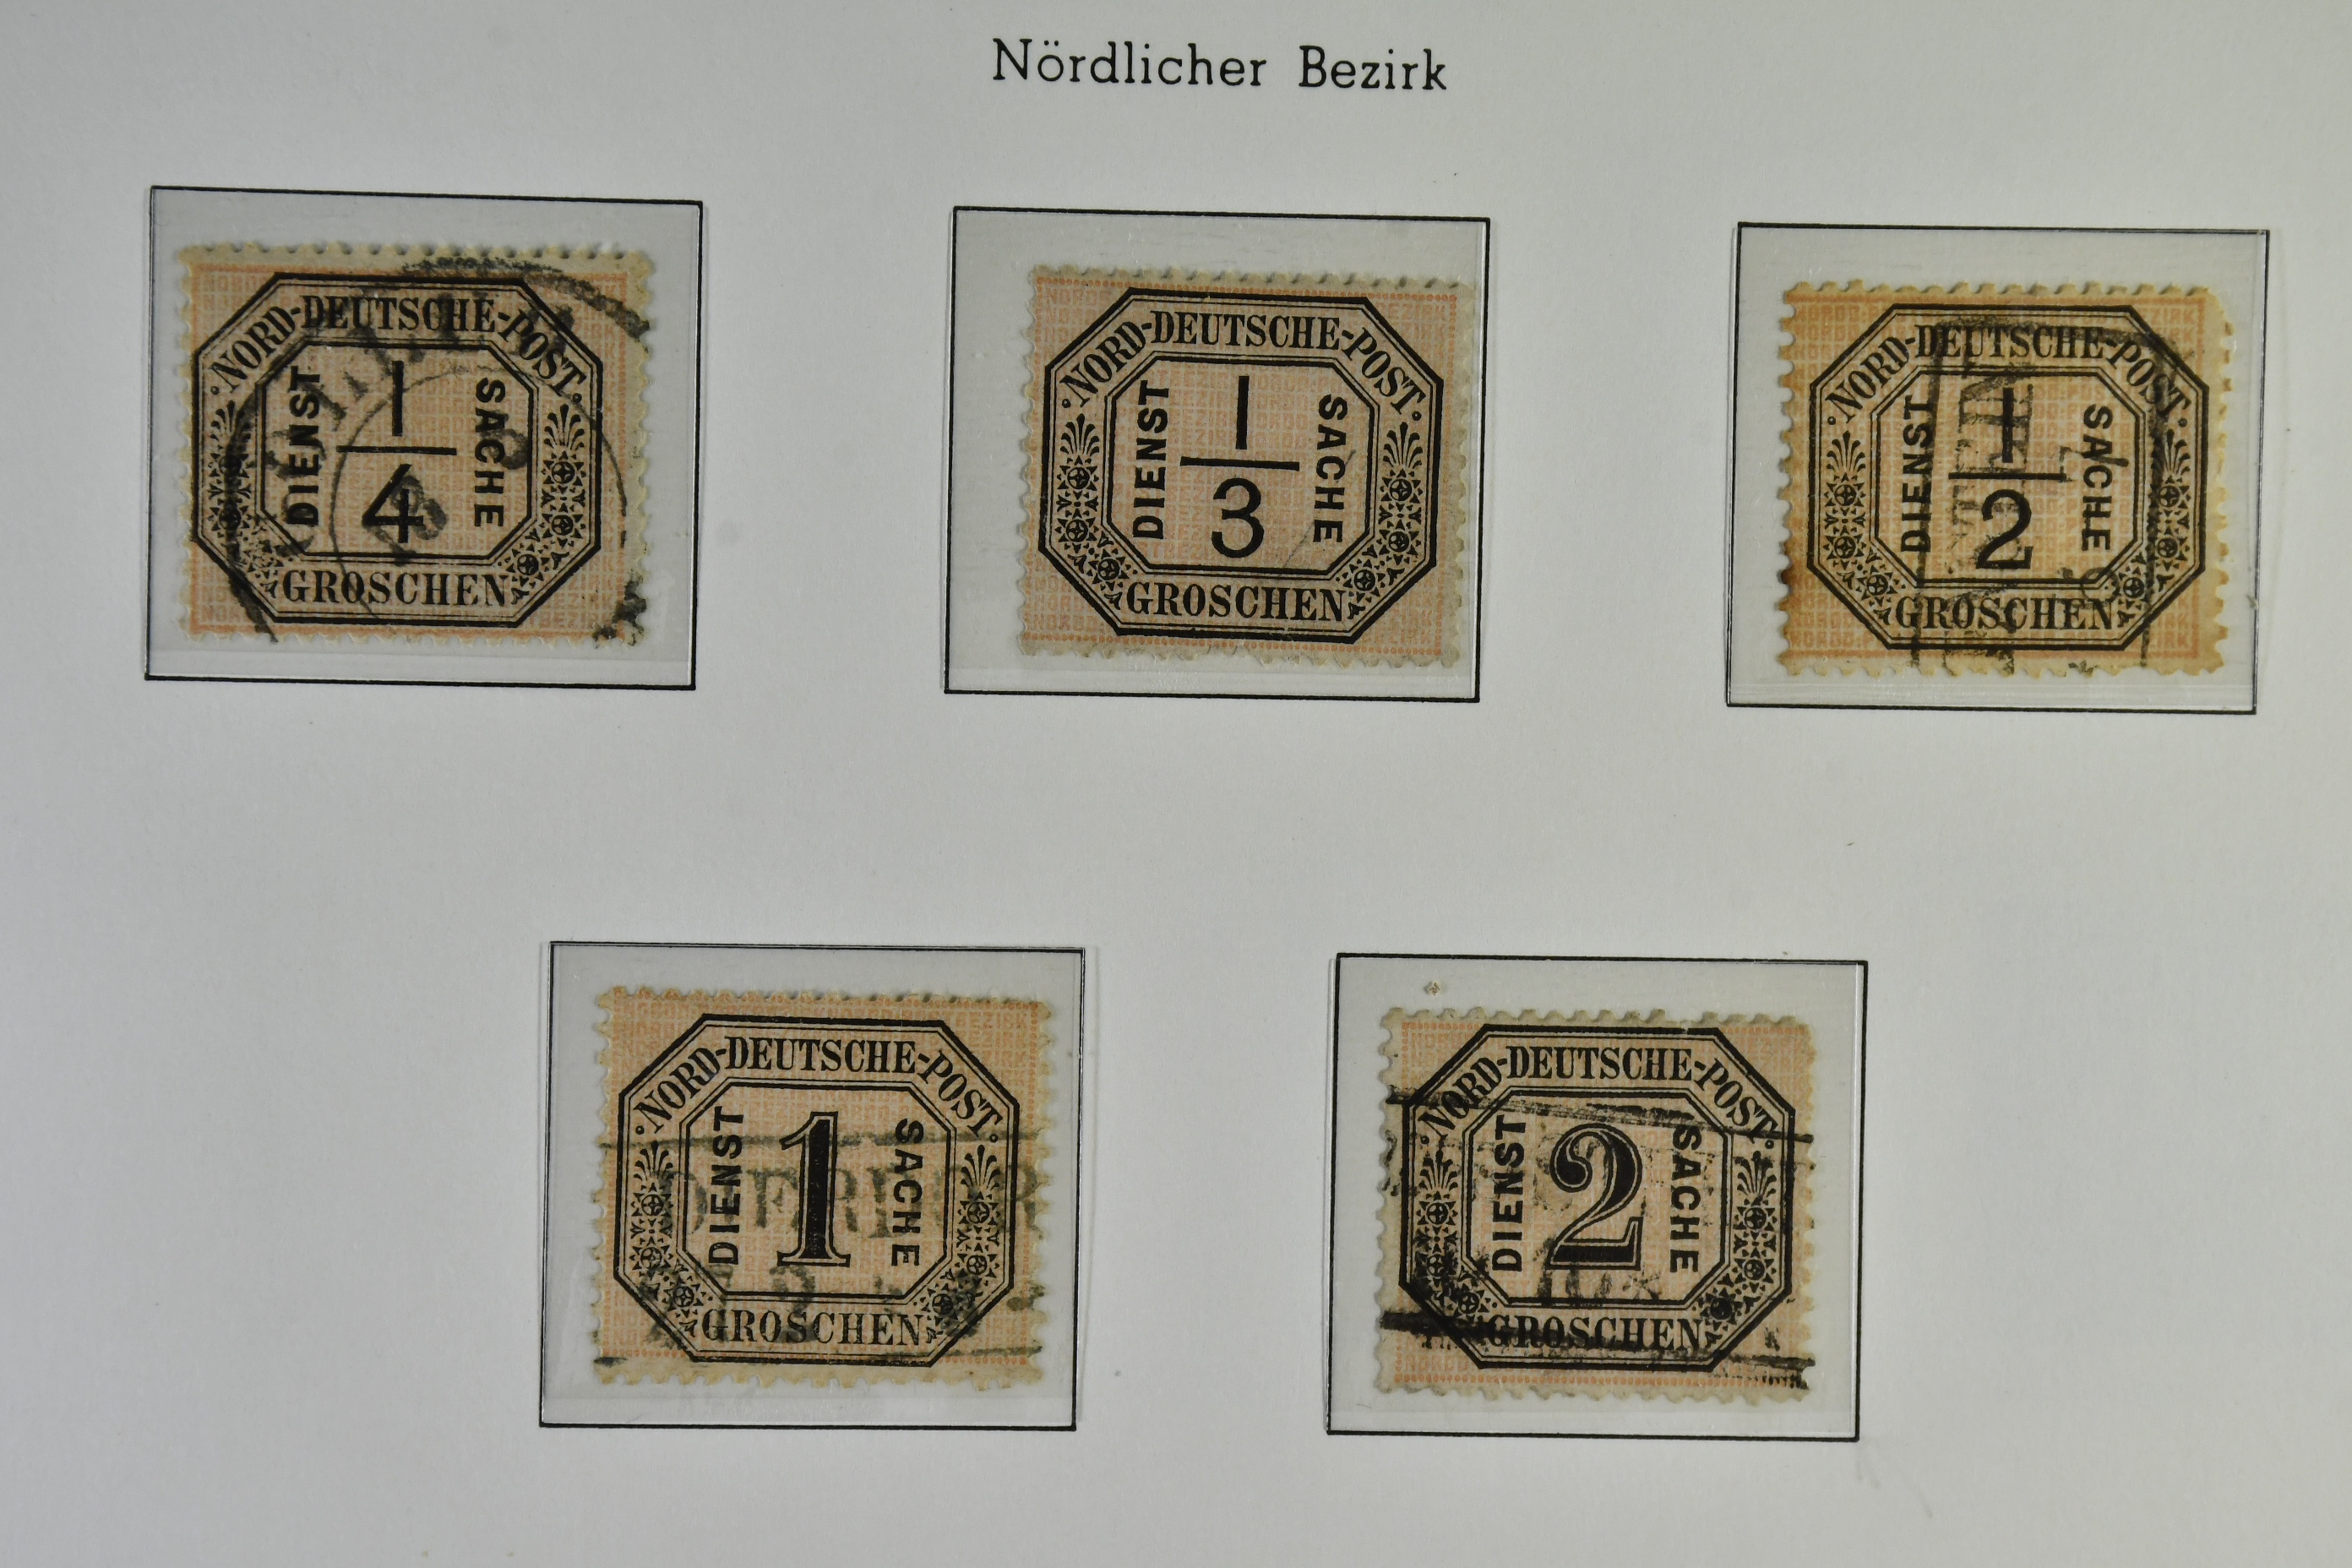 Nördlicher Bezirk
NORD-DEUTSCHE-POST
DIENST
1/4
SACHE
GROSCHEN
NORD-DEUTSCHE-POST
DIENST
1/3
SACHE
GROSCHEN
NORD-DEUTSCHE-POST
DIENST
1/2
SACHE
GROSCHEN
NORD-DEUTSCHE-POST
DIENST
1
SACHE
GROSCHEN
NORD-DEUTSCHE-POST
DIENST
2
SACHE
GROSCHEN